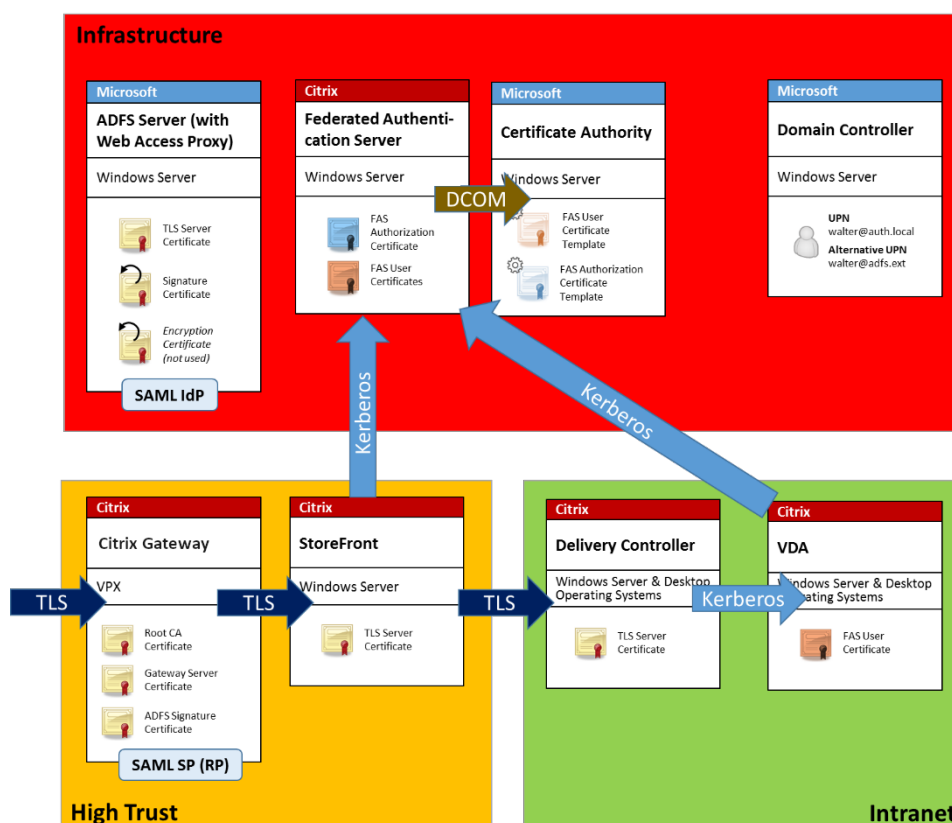 Infrastructure
Microsoft
ADFS Server (with
Web Access Proxy)
Windows Server
TLS Server
Certificate
Signature
Certificate
Encryption
Certificate
(not used)
SAML IdP
Citrix
Federated Authenti-
cation Server
Windows Server
FAS
Authorization
Certificate
FAS User
Certificates
DCOM
Microsoft
Certificate Authority
Windows Server
FAS User
Certificate
Template
FAS Authorization
Certificate
Template
Microsoft
Domain Controller
Windows Server
UPN
walter@auth.local
Alternative UPN
walter@adfs.ext
Kerberos
Kerberos
Citrix
Citrix Gateway
VPX
TLS
Root CA
Certificate
Gateway Server
Certificate
ADFS Signature
Certificate
SAML SP (RP)
TLS
Citrix
StoreFront
Windows Server
TLS Server
Certificate
TLS
High Trust
Citrix
Delivery Controller
Windows Server & Desktop
Operating Systems
TLS Server
Certificate
Kerberos
Citrix
VDA
Windows Server & Desktop
Operating Systems
FAS User
Certificate
Intranet